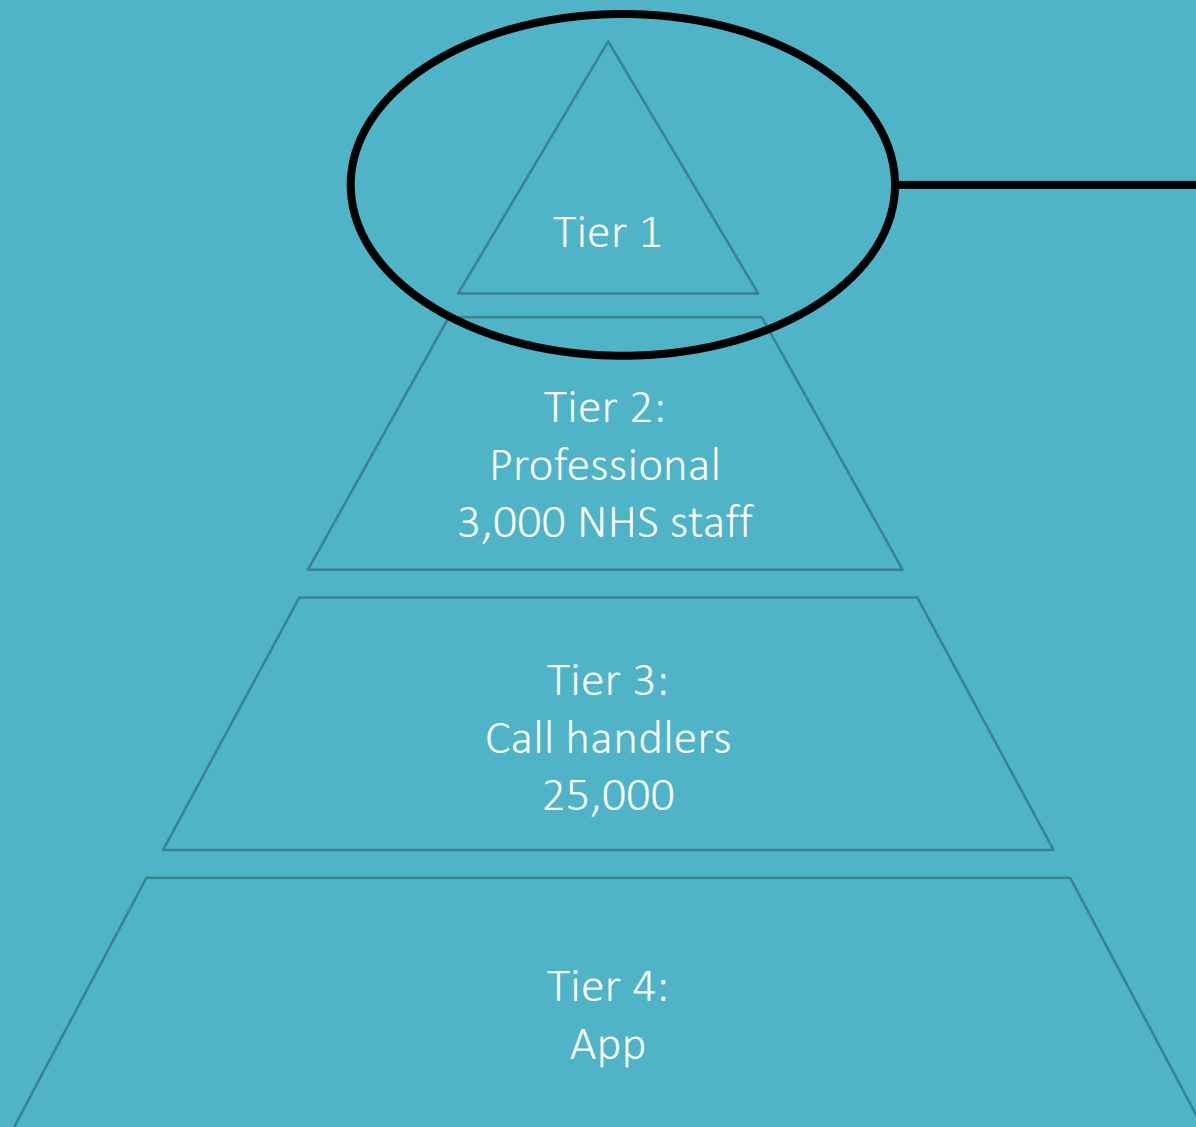 Tier 1
Tier 2:
Professional
3,000 NHS staff
Tier 3:
Call handlers
25,000
Tier 4:
App